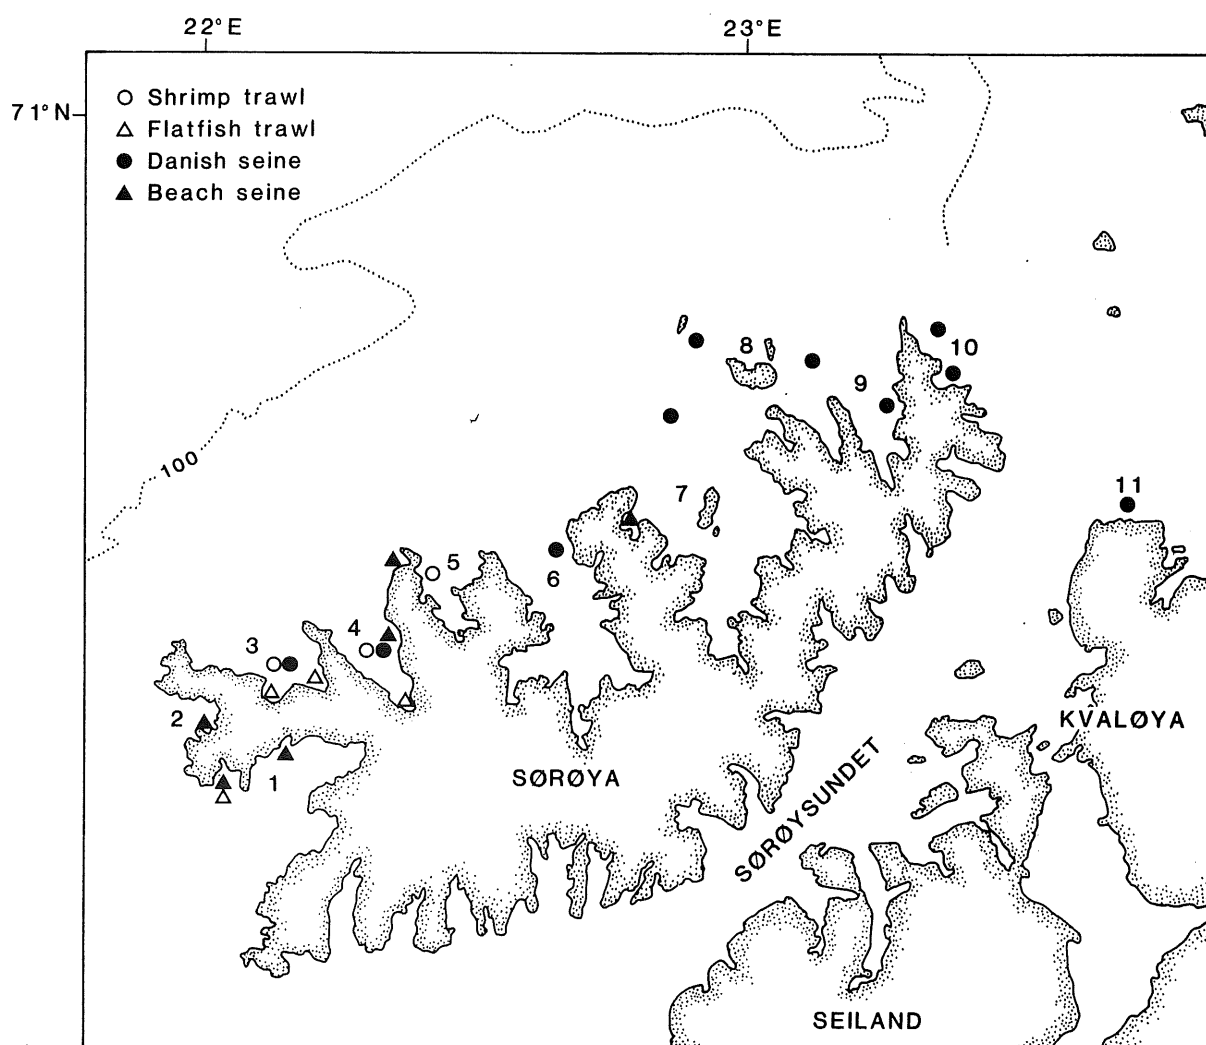 22°E 23°E
71°N
Shrimp trawl
Flatfish trawl
Danish seine
Beach seine
8
10
9
100
7
11
5
6
4
3
2
KVALØYA
1
SØRØYA
SØRØYSUNDET
SEILAND